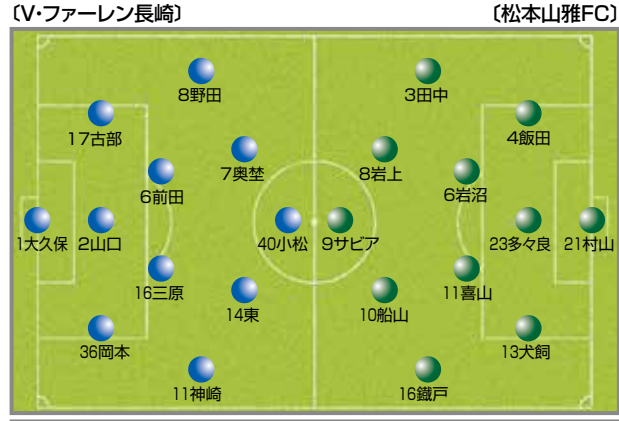 〔V・ファーレン長崎〕
〔松本山雅FC〕
8野田
3田中
17古部
4飯田
7奥埜
8岩上
6前田
6岩沼
1大久保
2山口
40小松
9サビア
23多々良
21村山
16三原
11喜山
14東
10船山
36岡本
13犬飼
11神崎
16鐡戸